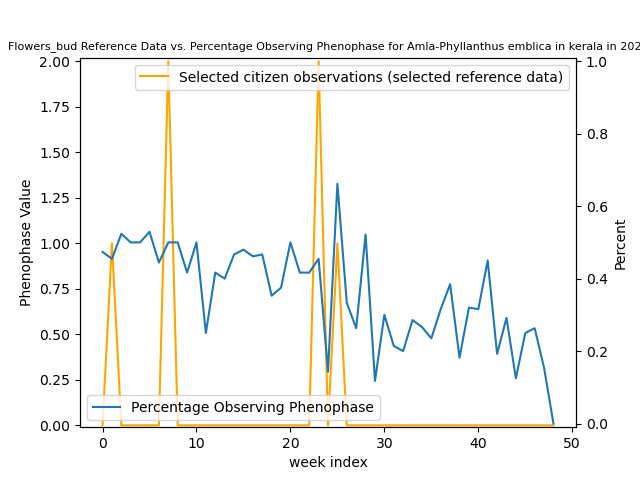 Flowers_bud Reference Data vs. Percentage Observing Phenophase for Amla-Phyllanthus emblica in kerala in 202
Selected citizen observations (selected reference data)
Percentage Observing Phenophase
Phenophase Value
2.00
1.75
1.50
1.25
1.00
0.75
0.50
0.25
0.00
1.0
0.8
0.6
0.4
0.2
0.0
Percent
0 10 20 30 40 50
week index